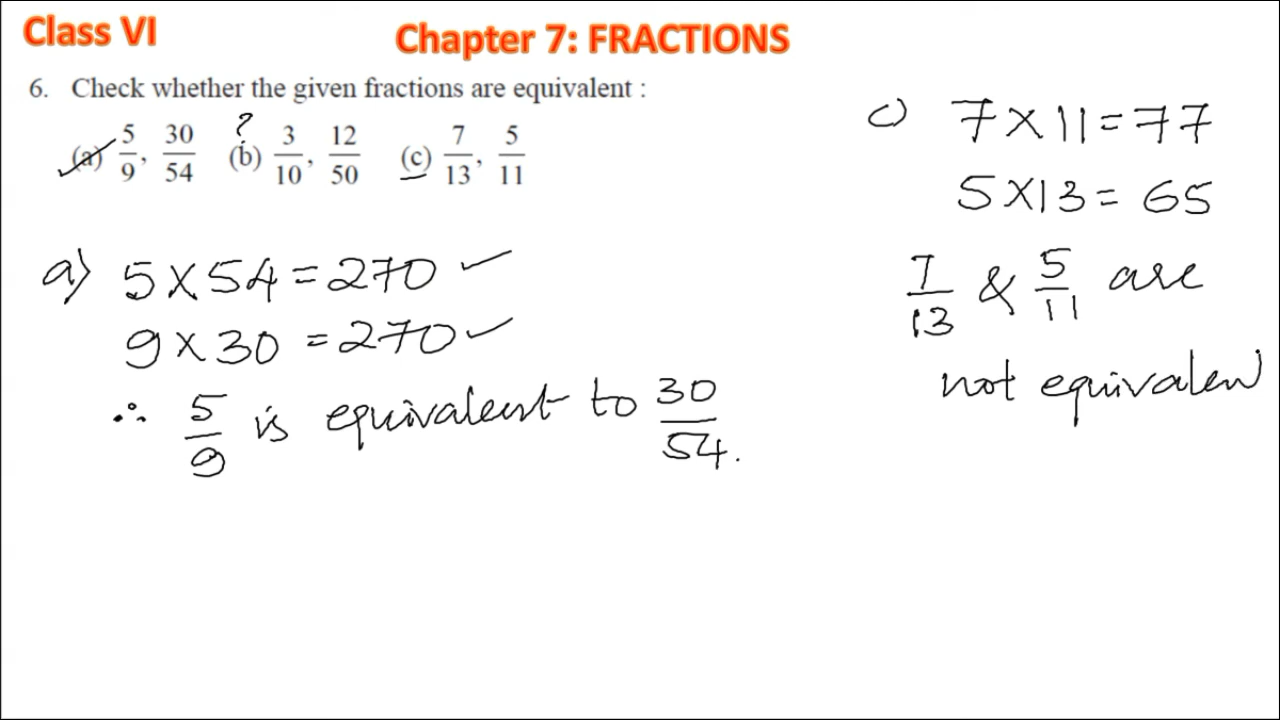 Class VI
Chapter 7: FRACTIONS
6. Check whether the given fractions are equivalent :
(a) 5/9, 30/54 ? (b) 3/10, 12/50 (c) 7/13, 5/11
a) 5 × 54 = 270 ✓
9 × 30 = 270 ✓
∴ 5/9 is equivalent to 30/54.
c) 7 × 11 = 77
5 × 13 = 65
7/13 & 5/11 are
not equivalen